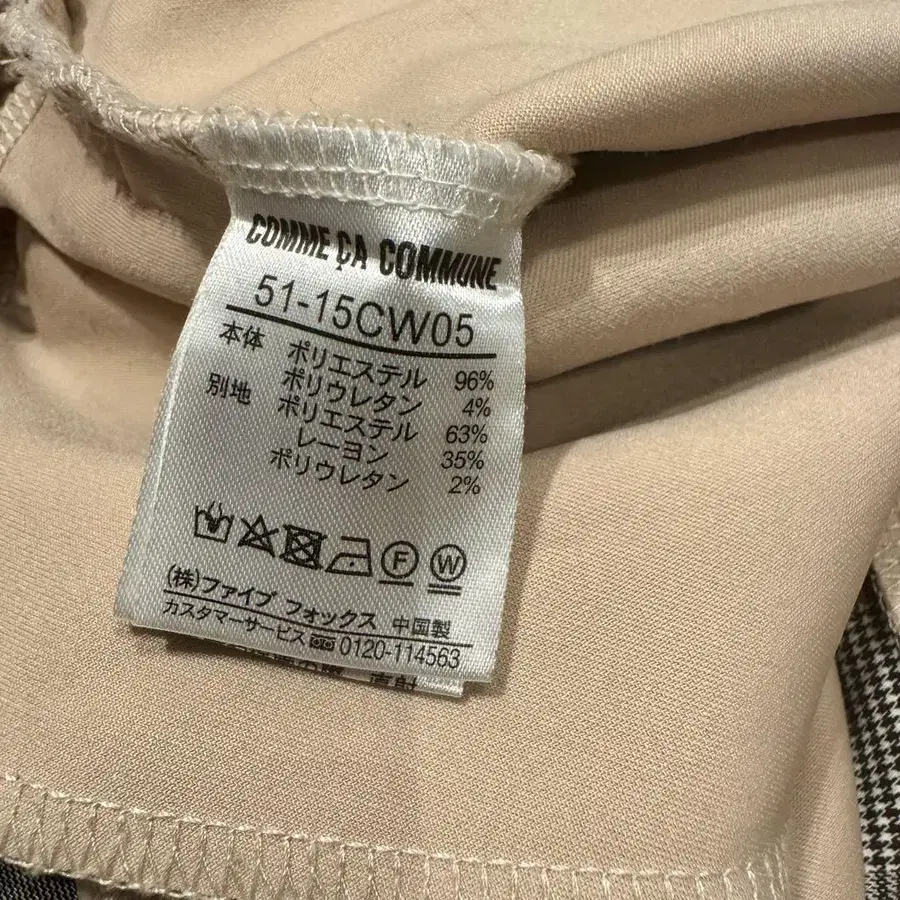 COMME ÇA COMMUNE
51-15CW05
本体 ポリエステル 96%
ポリウレタン 4%
別地 ポリエステル 63%
レーヨン 35%
ポリウレタン 2%
F W
(株)ファイブ フォックス 中国製
カスタマーサービス 0120-114563